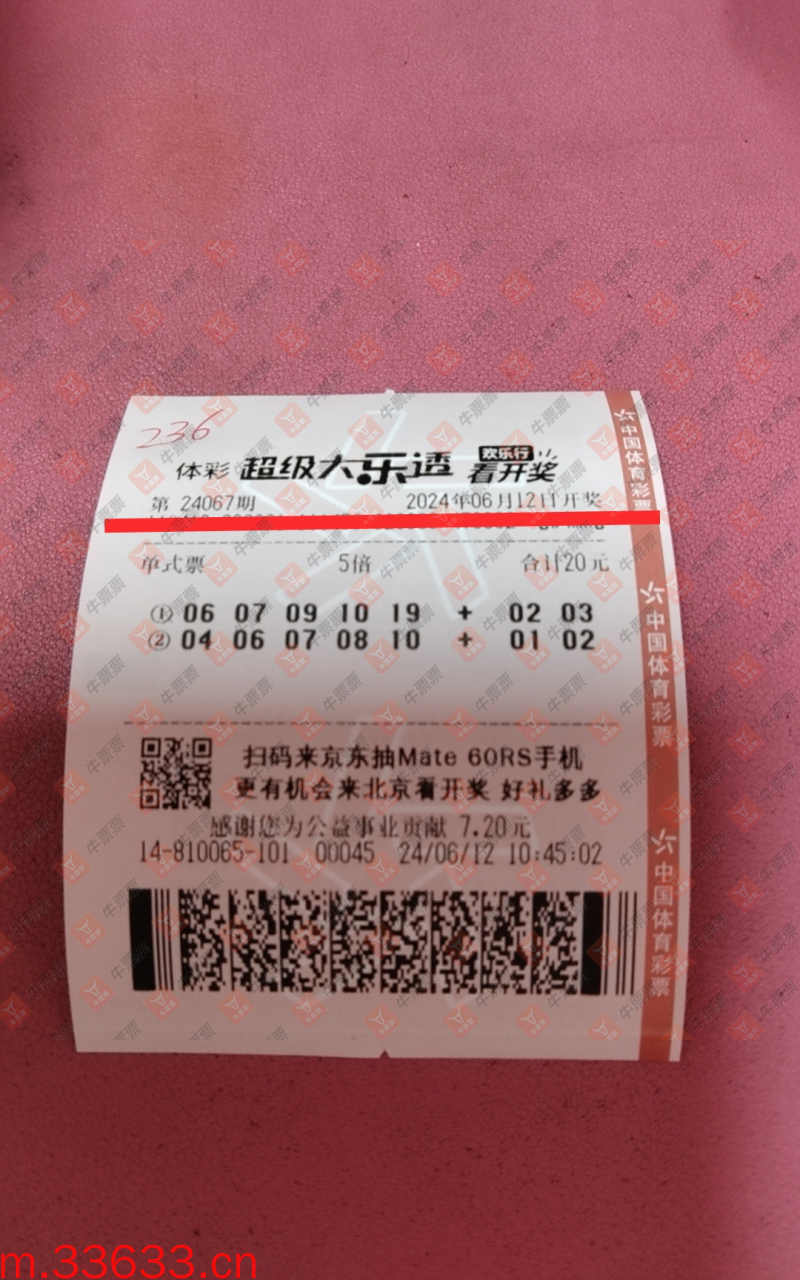 236
体彩 超级大乐透 欢乐行 看开奖
第 24067期 2024年06月12日开奖
单式票 5倍 合计20元
① 06 07 09 10 19 + 02 03
② 04 06 07 08 10 + 01 02
扫码来京东抽Mate 60RS手机
更有机会来北京看开奖 好礼多多
感谢您为公益事业贡献 7.20元
14-810065-101 00045 24/06/12 10:45:02
中国体育彩票
中国体育彩票
中国体育彩票
牛票票
m.33633.cn